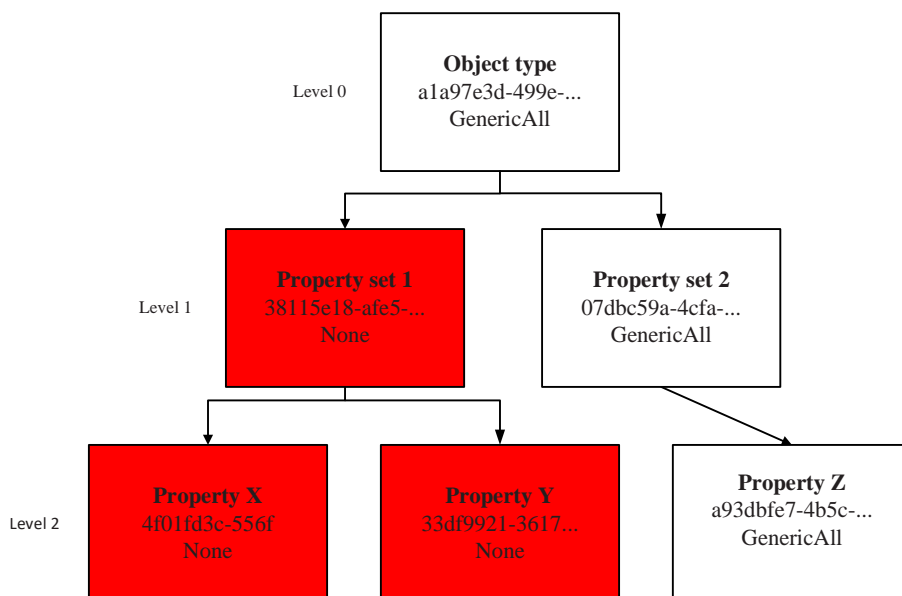 Level 0
Object type
a1a97e3d-499e-...
GenericAll
Level 1
Property set 1
38115e18-afe5-...
None
Property set 2
07dbc59a-4cfa-...
GenericAll
Level 2
Property X
4f01fd3c-556f
None
Property Y
33df9921-3617...
None
Property Z
a93dbfe7-4b5c-...
GenericAll